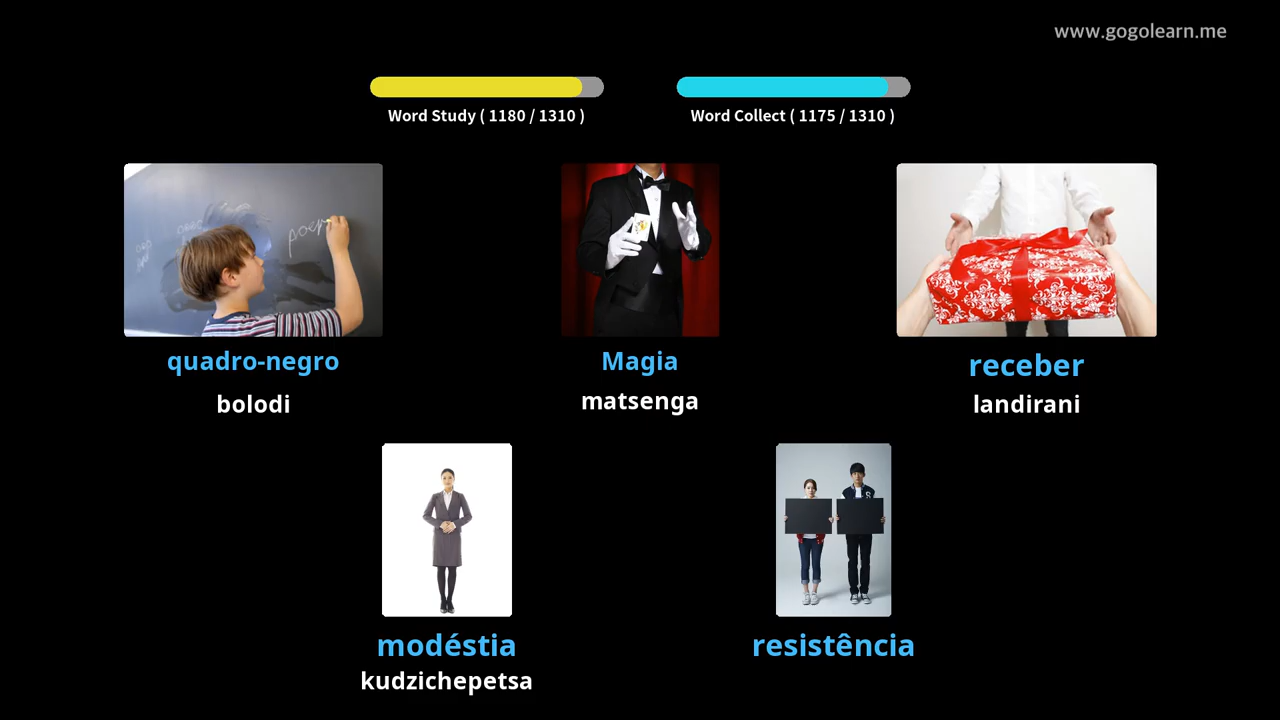 www.gogolearn.me
Word Study ( 1180 / 1310 )
Word Collect ( 1175 / 1310 )
poem
quadro-negro
Magia
receber
bolodi
matsenga
landirani
modéstia
resistência
kudzichepetsa